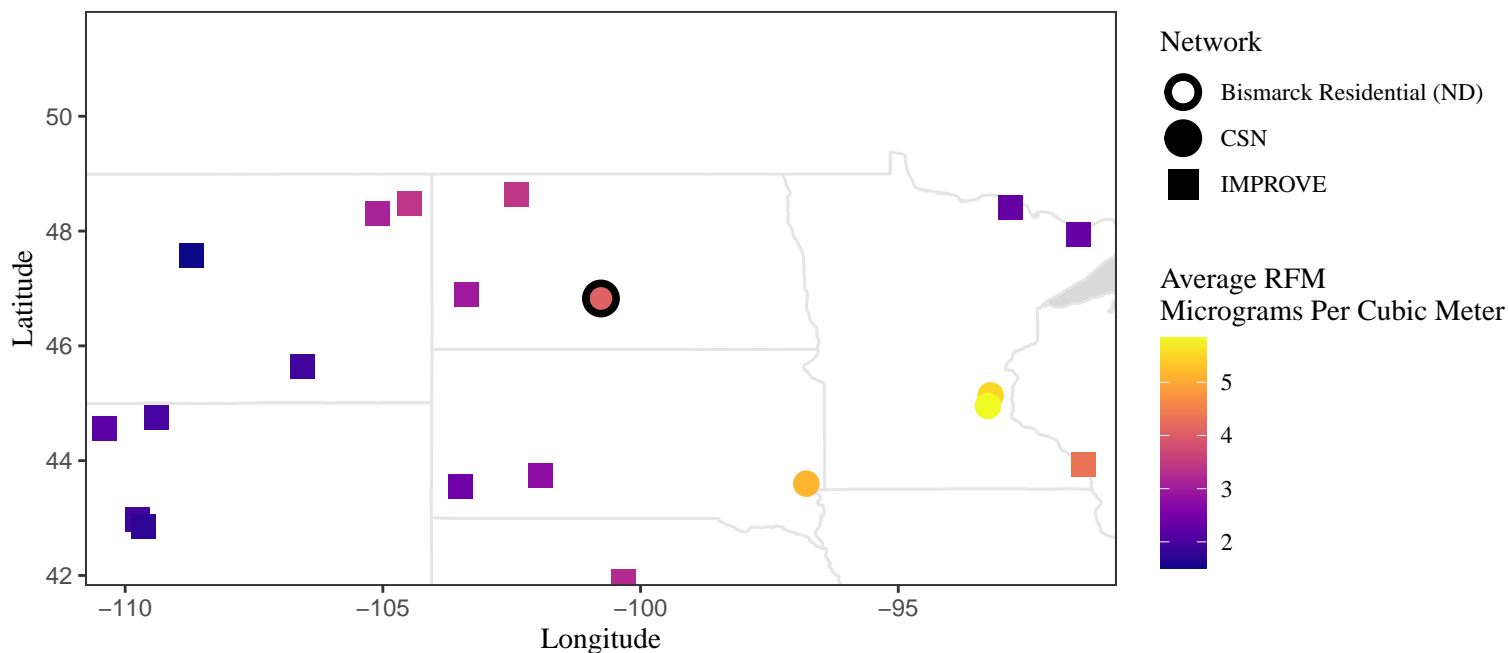 50
48
46
44
42
Latitude
−110
−105
−100
−95
Longitude
Network
Bismarck Residential (ND)
CSN
IMPROVE
Average RFM
Micrograms Per Cubic Meter
5
4
3
2